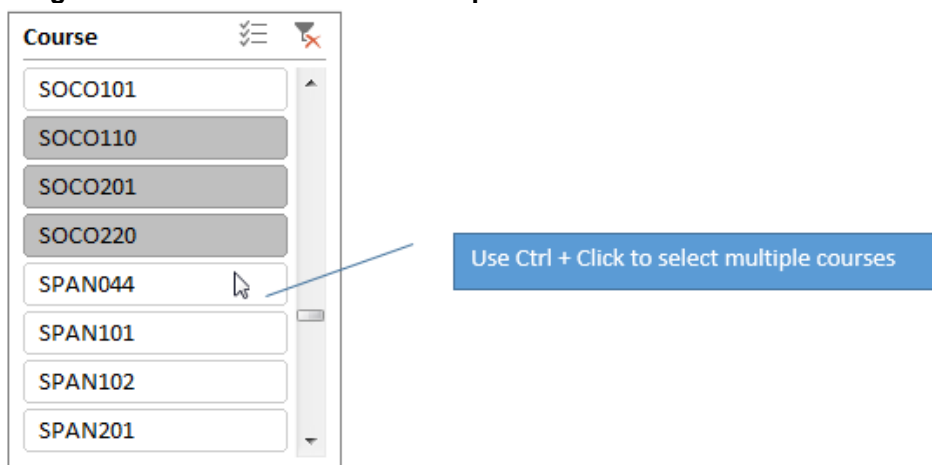 Course
SOCO101
SOCO110
SOCO201
SOCO220
SPAN044
SPAN101
SPAN102
SPAN201
Use Ctrl + Click to select multiple courses